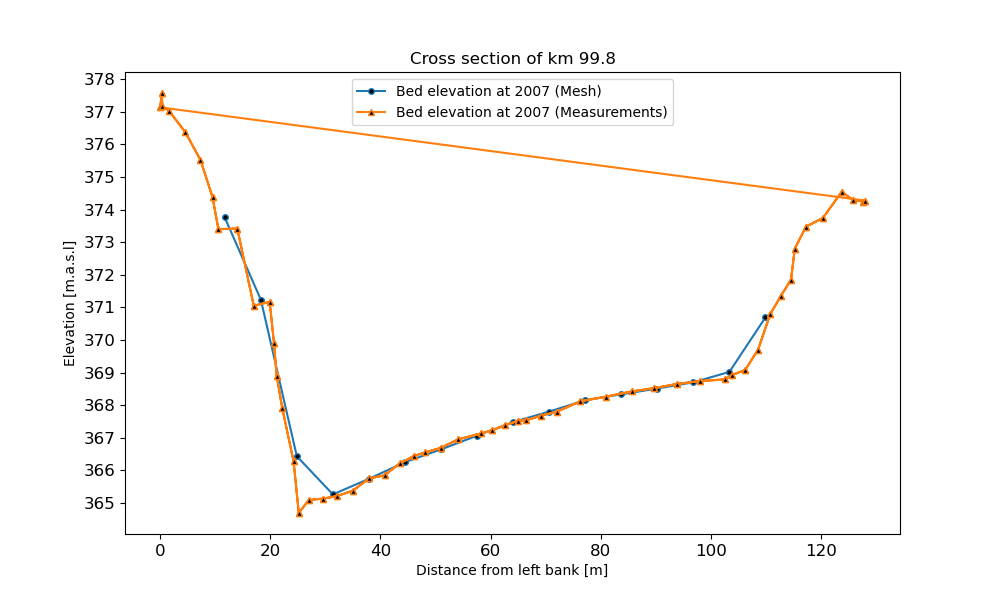 Cross section of km 99.8
Bed elevation at 2007 (Mesh)
Bed elevation at 2007 (Measurements)
Elevation [m.a.s.l]
378
377
376
375
374
373
372
371
370
369
368
367
366
365
0 20 40 60 80 100 120
Distance from left bank [m]